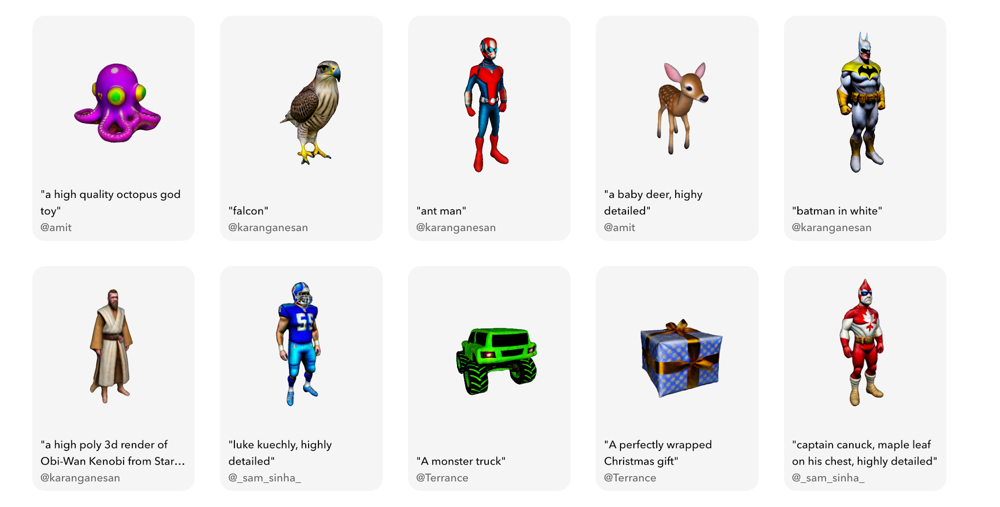 "a high quality octopus god
toy"
@amit
"falcon"
@karanganesan
"ant man"
@karanganesan
"a baby deer, highy
detailed"
@amit
"batman in white"
@karanganesan
"a high poly 3d render of
Obi-Wan Kenobi from Star...
@karanganesan
55
"luke kuechly, highly
detailed"
@_sam_sinha_
"A monster truck"
@Terrance
"A perfectly wrapped
Christmas gift"
@Terrance
"captain canuck, maple leaf
on his chest, highly detailed"
@_sam_sinha_